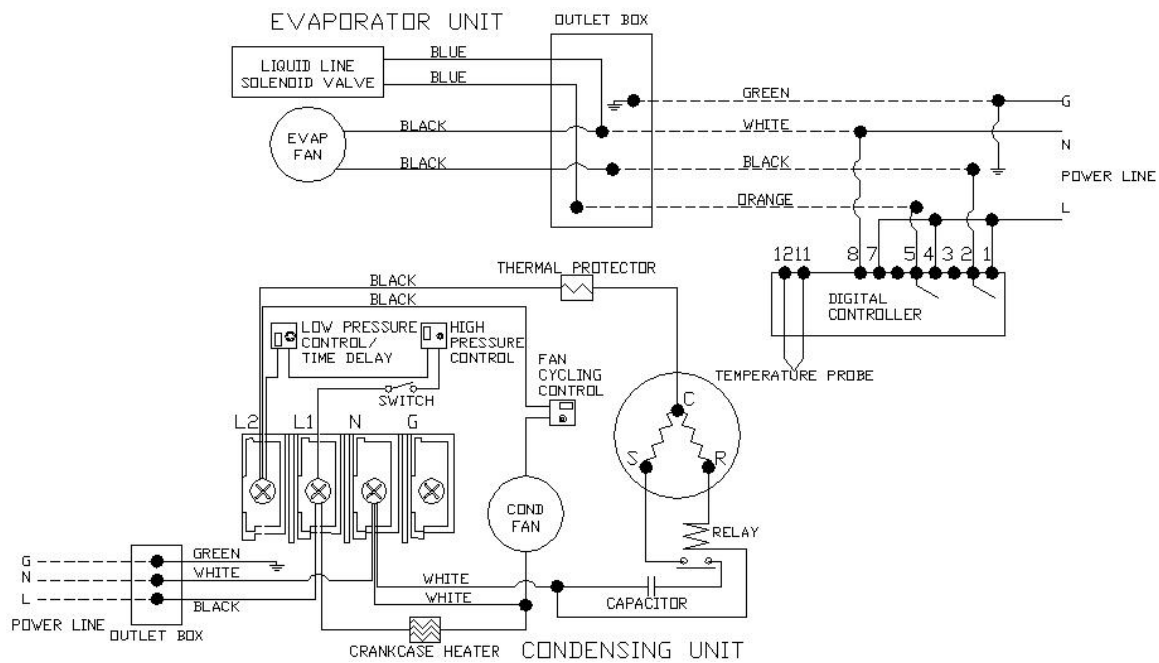 EVAPORATOR UNIT
OUTLET BOX
LIQUID LINE
SOLENOID VALVE
BLUE
BLUE
EVAP
FAN
BLACK
BLACK
GREEN
WHITE
BLACK
ORANGE
G
N
POWER LINE
L
12 11 8 7 5 4 3 2 1
DIGITAL
CONTROLLER
TEMPERATURE PROBE
THERMAL PROTECTOR
BLACK
BLACK
LOW PRESSURE
CONTROL/
TIME DELAY
HIGH
PRESSURE
CONTROL
SWITCH
FAN
CYCLING
CONTROL
L2 L1 N G
C
S
R
COND
FAN
RELAY
G
N
L
POWER LINE
OUTLET BOX
GREEN
WHITE
BLACK
WHITE
WHITE
CAPACITOR
CRANKCASE HEATER
CONDENSING UNIT